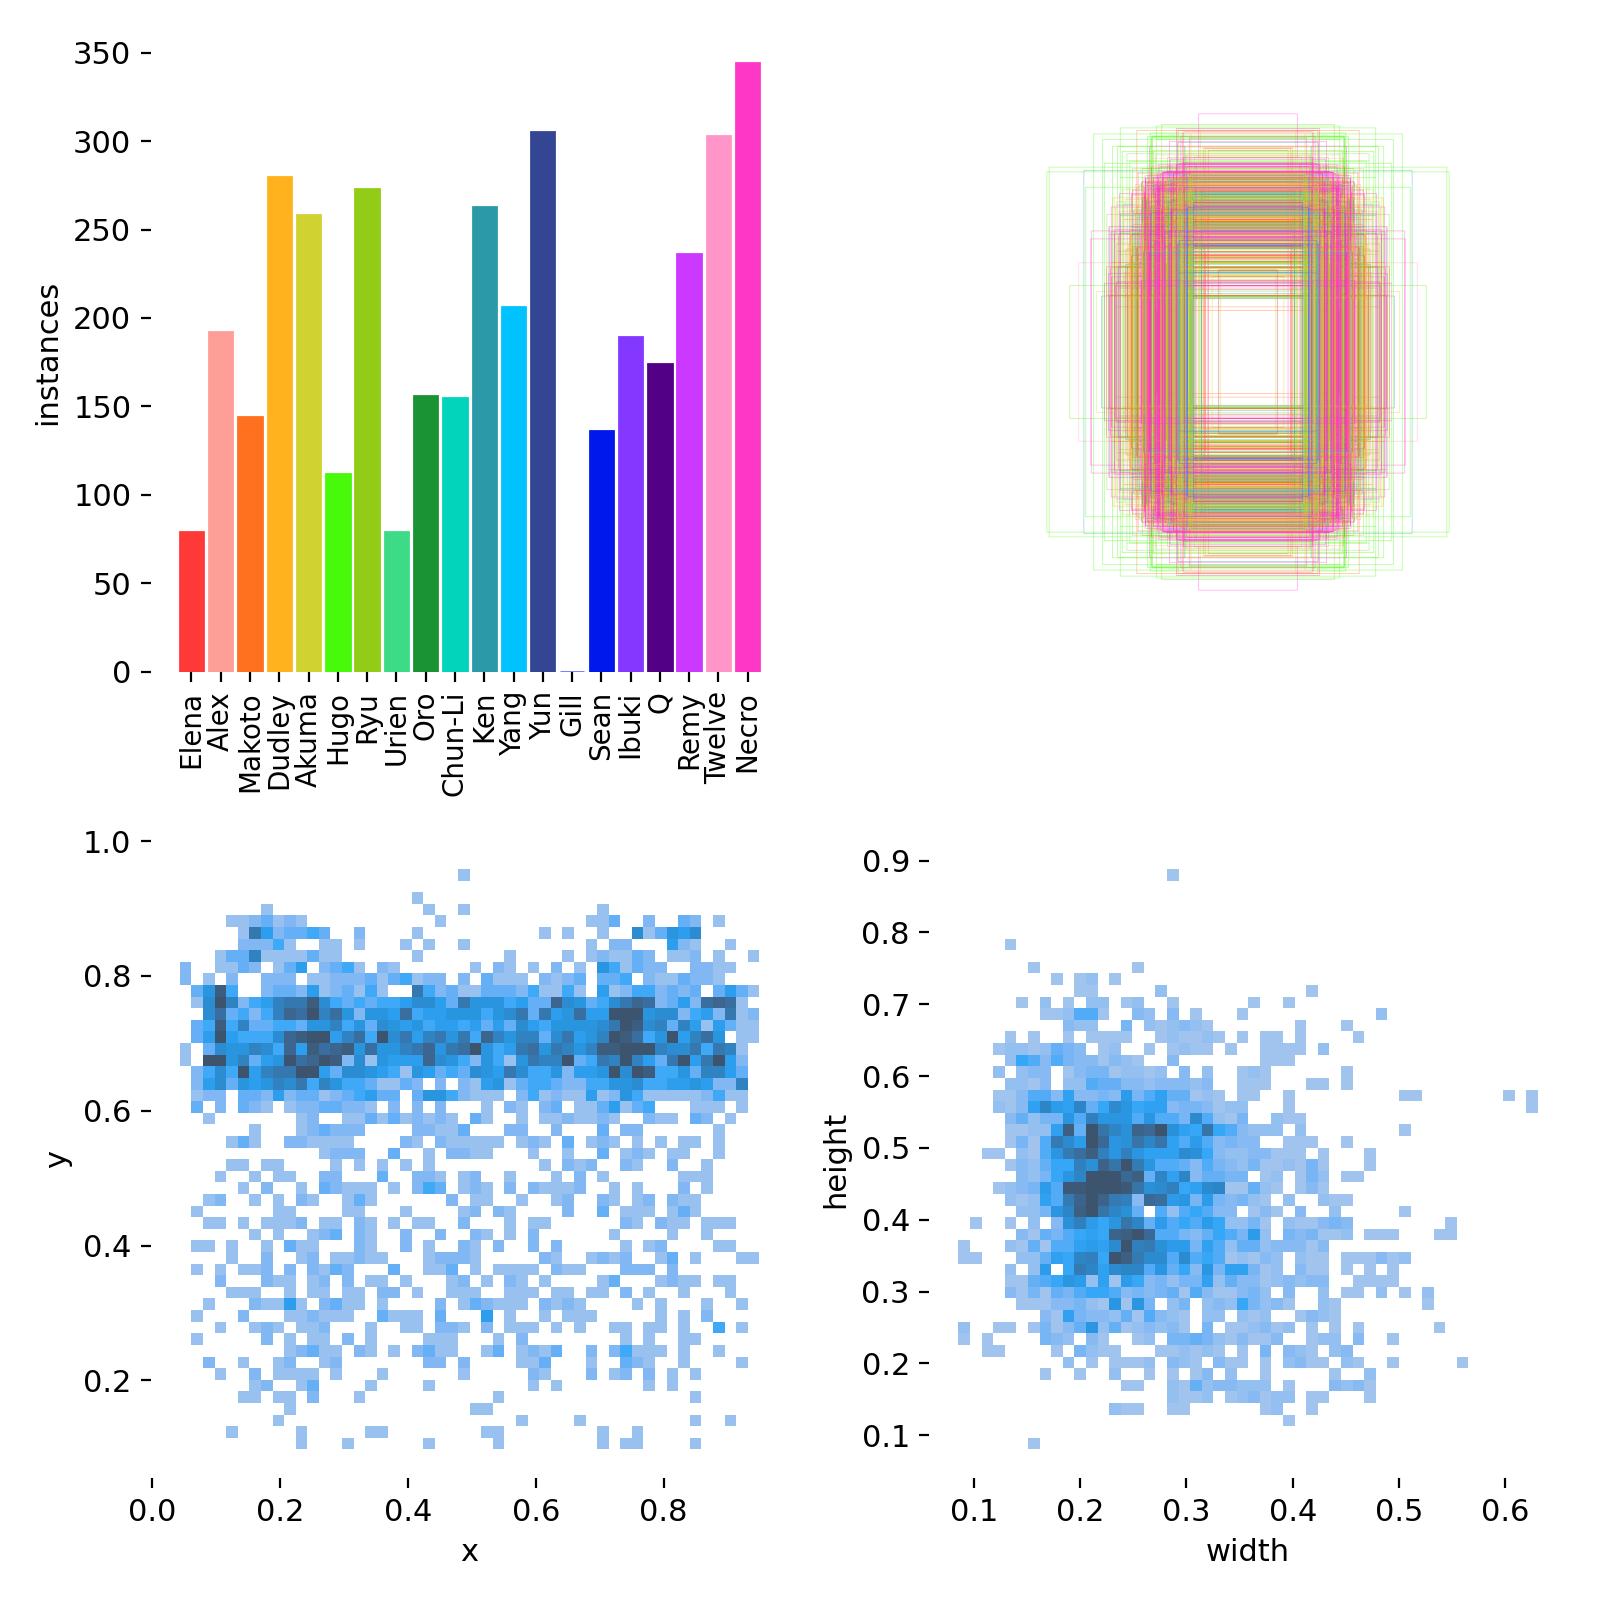 350
300
250
200
150
100
50
0
instances
Elena
Alex
Makoto
Dudley
Akuma
Hugo
Ryu
Urien
Oro
Chun-Li
Ken
Yang
Yun
Gill
Sean
Ibuki
Q
Remy
Twelve
Necro
1.0
0.8
0.6
0.4
0.2
y
0.0 0.2 0.4 0.6 0.8
x
0.9
0.8
0.7
0.6
0.5
0.4
0.3
0.2
0.1
height
0.1 0.2 0.3 0.4 0.5 0.6
width